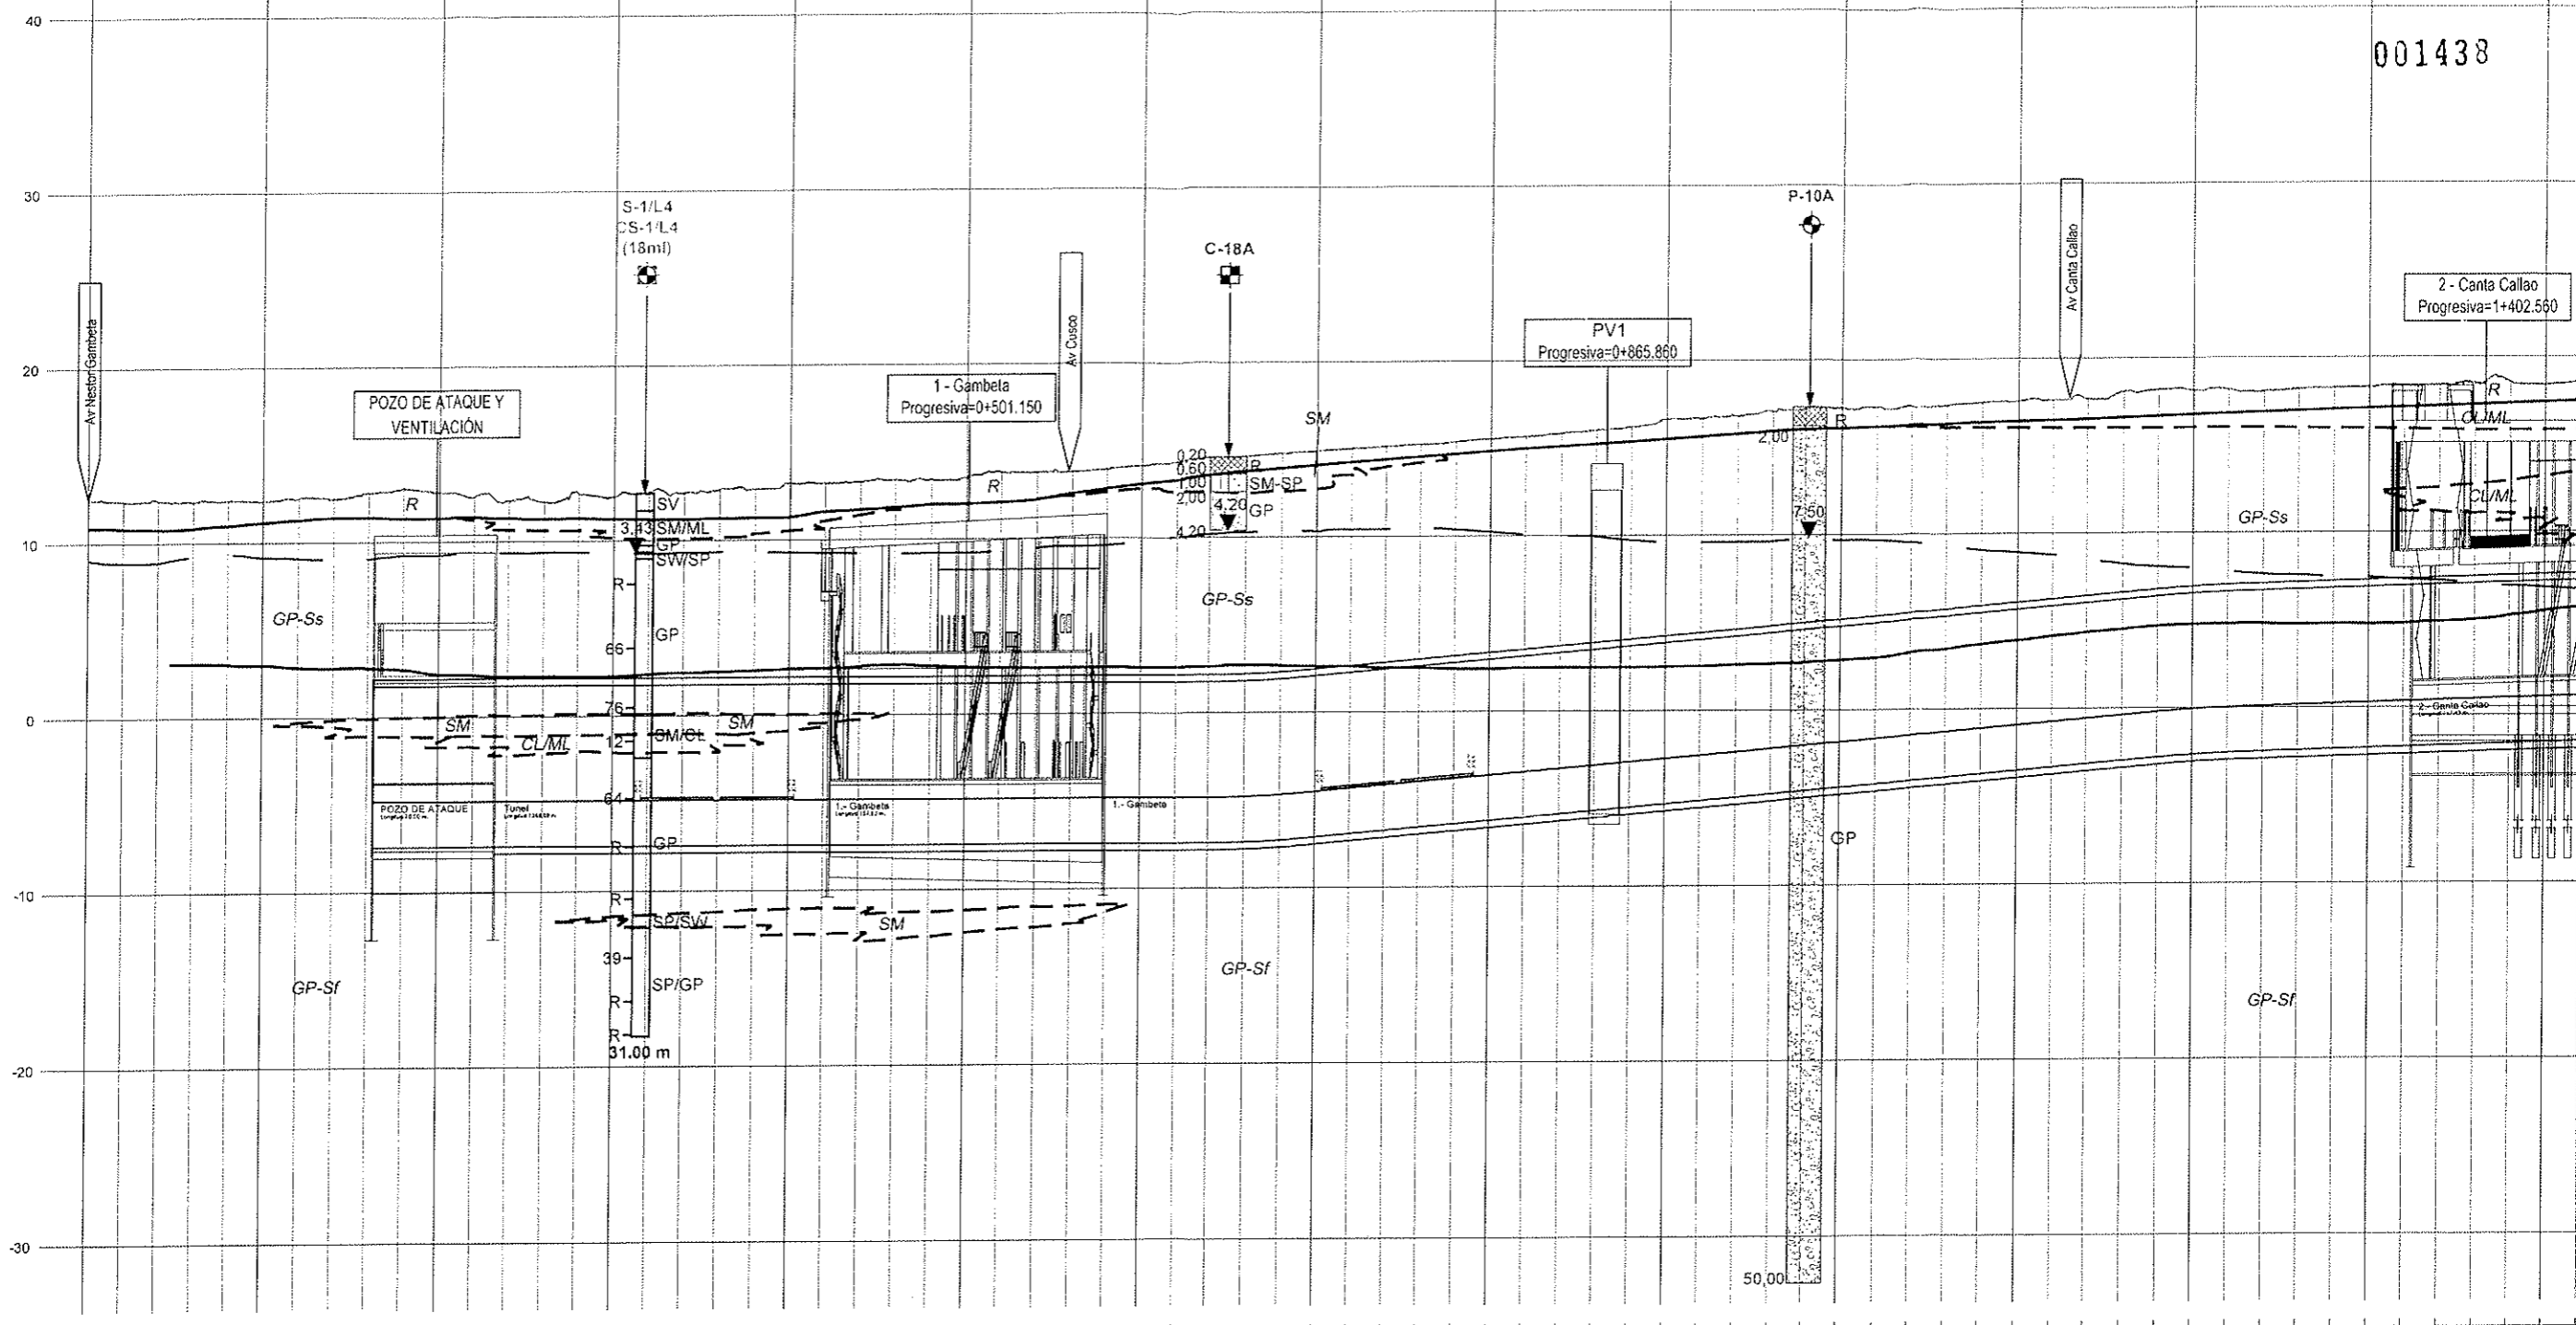 40
30
20
10
0
-10
-20
-30
001438
Av Nestor Gambeta
POZO DE ATAQUE Y
VENTILACIÓN
S-1/L4
CS-1/L4
(18ml)
1 - Gambeta
Progresiva=0+501.150
Av Cusco
C-18A
PV1
Progresiva=0+865.860
P-10A
Av Canta Callao
2 - Canta Callao
Progresiva=1+402.560
R
SV
3,43
SM/ML
GP
SW/SP
R
66
GP
76
12
SM/CL
64
R
GP
R
SP/SW
39
SP/GP
R
R
31.00 m
GP-Ss
SM
CL/ML
SM
SM
GP-Sf
POZO DE ATAQUE
Tunel
1.- Gambeta
1.- Gambeta
R
0,20
0,60
1,00
2,00
4,20
R
SM-SP
4,20
GP
SM
GP-Ss
GP-Sf
2,00
R
7,50
GP
50,00
GP-Ss
GP-Sf
R
CL/ML
CL/ML
2.- Canta Callao